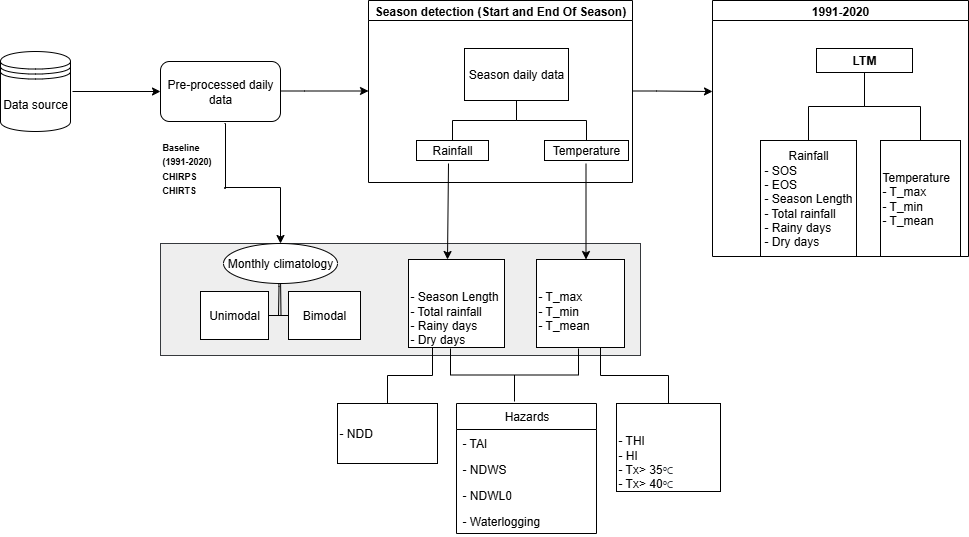 Season detection (Start and End Of Season)
1991-2020
Data source
Pre-processed daily
data
Season daily data
LTM
Baseline
(1991-2020)
CHIRPS
CHIRTS
Rainfall
Temperature
Rainfall
- SOS
- EOS
- Season Length
- Total rainfall
- Rainy days
- Dry days
Temperature
- T_max
- T_min
- T_mean
Monthly climatology
Unimodal
Bimodal
- Season Length
- Total rainfall
- Rainy days
- Dry days
- T_max
- T_min
- T_mean
- NDD
Hazards
- TAI
- NDWS
- NDWL0
- Waterlogging
- THI
- HI
- Tx> 35°C
- Tx> 40°C